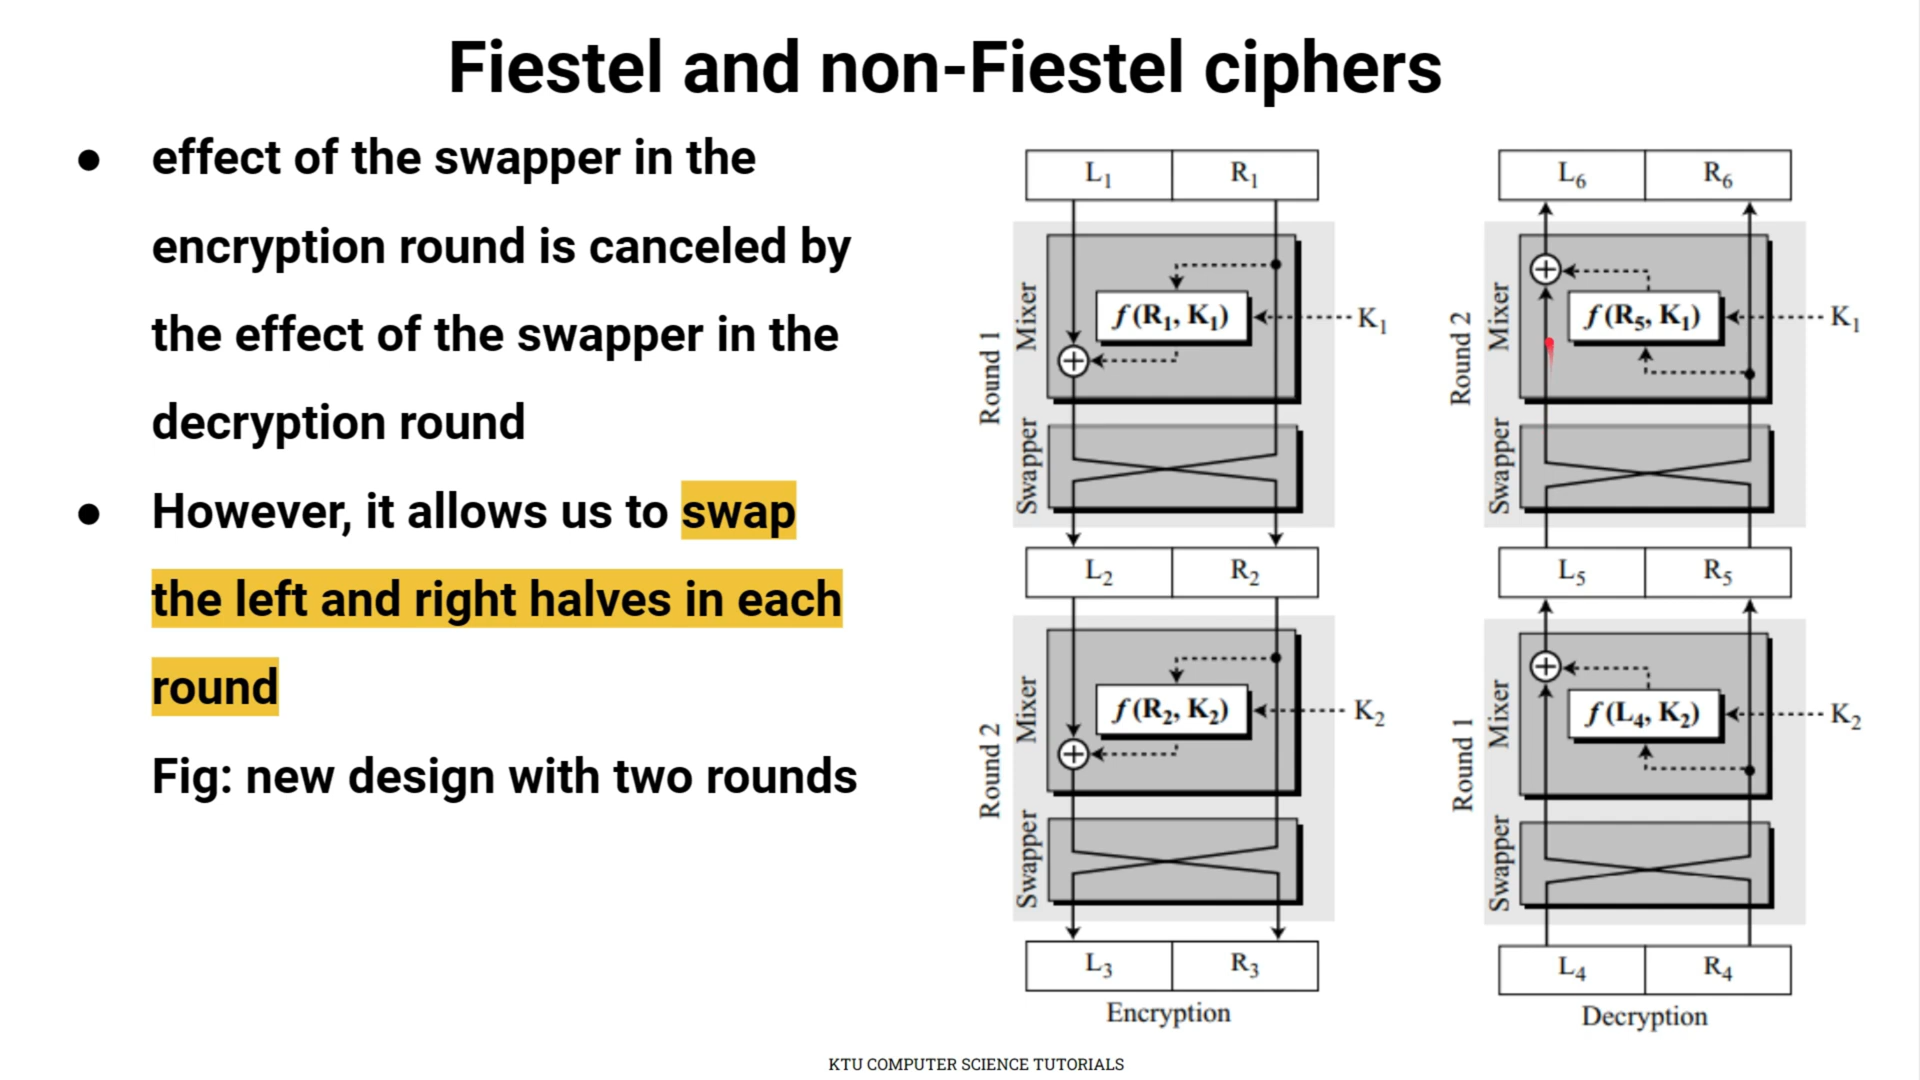 Fiestel and non-Fiestel ciphers
● effect of the swapper in the
encryption round is canceled by
the effect of the swapper in the
decryption round
● However, it allows us to swap
the left and right halves in each
round
Fig: new design with two rounds
L₁ R₁
Round 1
Mixer
f (R₁, K₁)
K₁
Swapper
L₂ R₂
Round 2
Mixer
f (R₂, K₂)
K₂
Swapper
L₃ R₃
Encryption
L₆ R₆
Round 2
Mixer
f (R₅, K₁)
K₁
Swapper
L₅ R₅
Round 1
Mixer
f (L₄, K₂)
K₂
Swapper
L₄ R₄
Decryption
KTU COMPUTER SCIENCE TUTORIALS